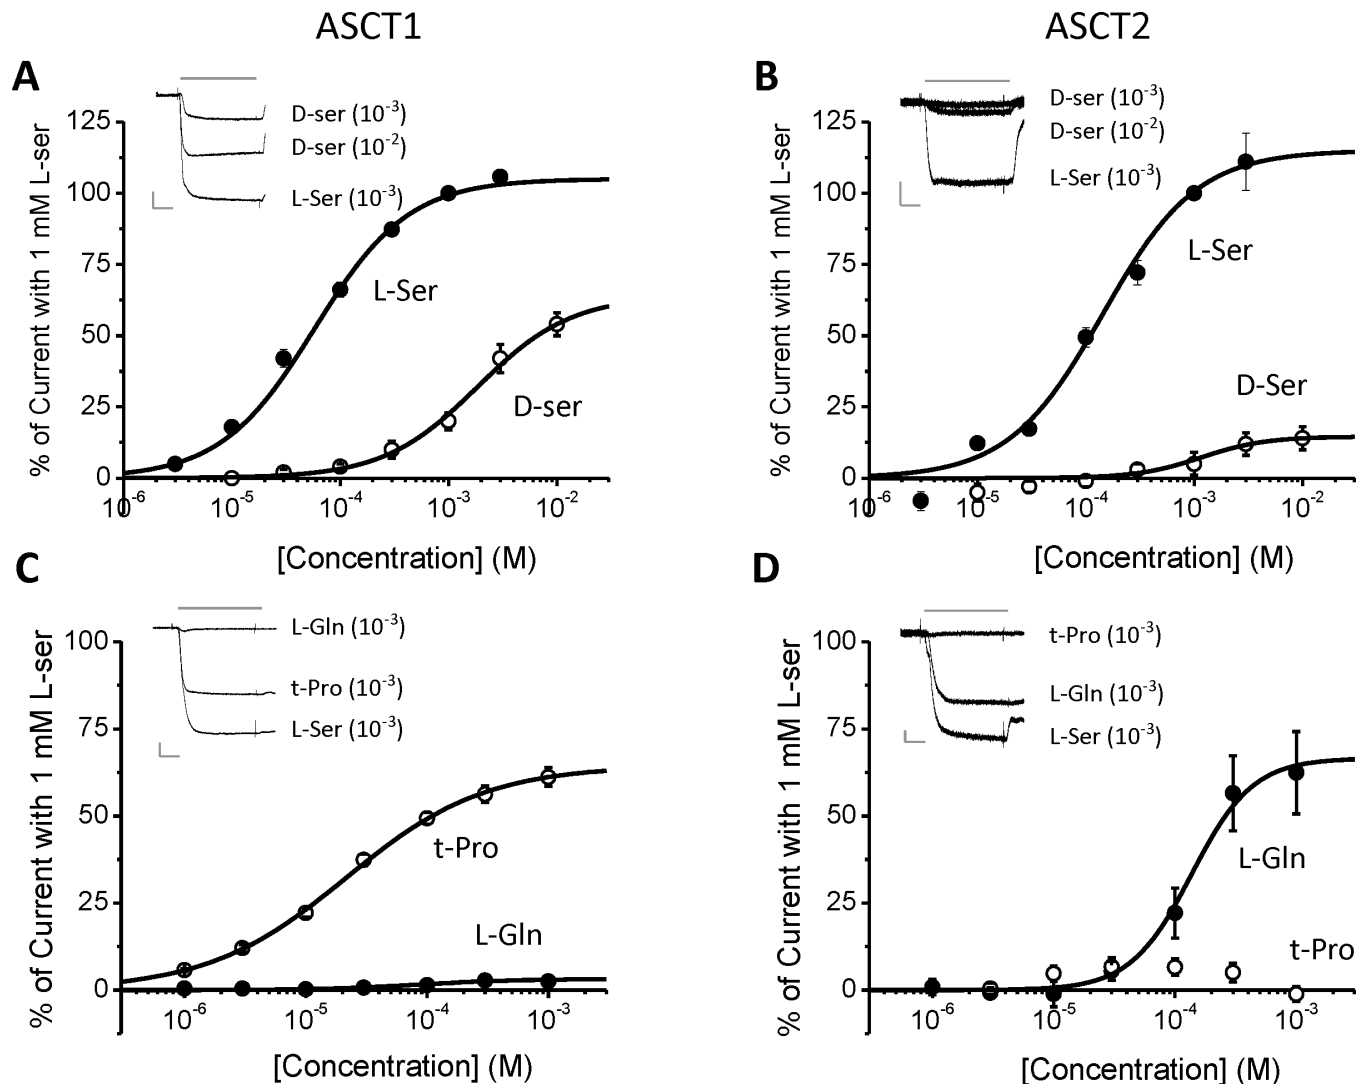 ASCT1
ASCT2
A
D-ser (10⁻³)
D-ser (10⁻²)
L-Ser (10⁻³)
% of Current with 1 mM L-ser
125
100
75
50
25
0
L-Ser
D-ser
10⁻⁶
10⁻⁵
10⁻⁴
10⁻³
10⁻²
[Concentration] (M)
B
D-ser (10⁻³)
D-ser (10⁻²)
L-Ser (10⁻³)
% of Current with 1 mM L-ser
125
100
75
50
25
0
L-Ser
D-Ser
10⁻⁶
10⁻⁵
10⁻⁴
10⁻³
10⁻²
[Concentration] (M)
C
L-Gln (10⁻³)
t-Pro (10⁻³)
L-Ser (10⁻³)
% of Current with 1 mM L-ser
100
75
50
25
0
t-Pro
L-Gln
10⁻⁶
10⁻⁵
10⁻⁴
10⁻³
[Concentration] (M)
D
t-Pro (10⁻³)
L-Gln (10⁻³)
L-Ser (10⁻³)
% of Current with 1 mM L-ser
100
75
50
25
0
L-Gln
t-Pro
10⁻⁶
10⁻⁵
10⁻⁴
10⁻³
[Concentration] (M)